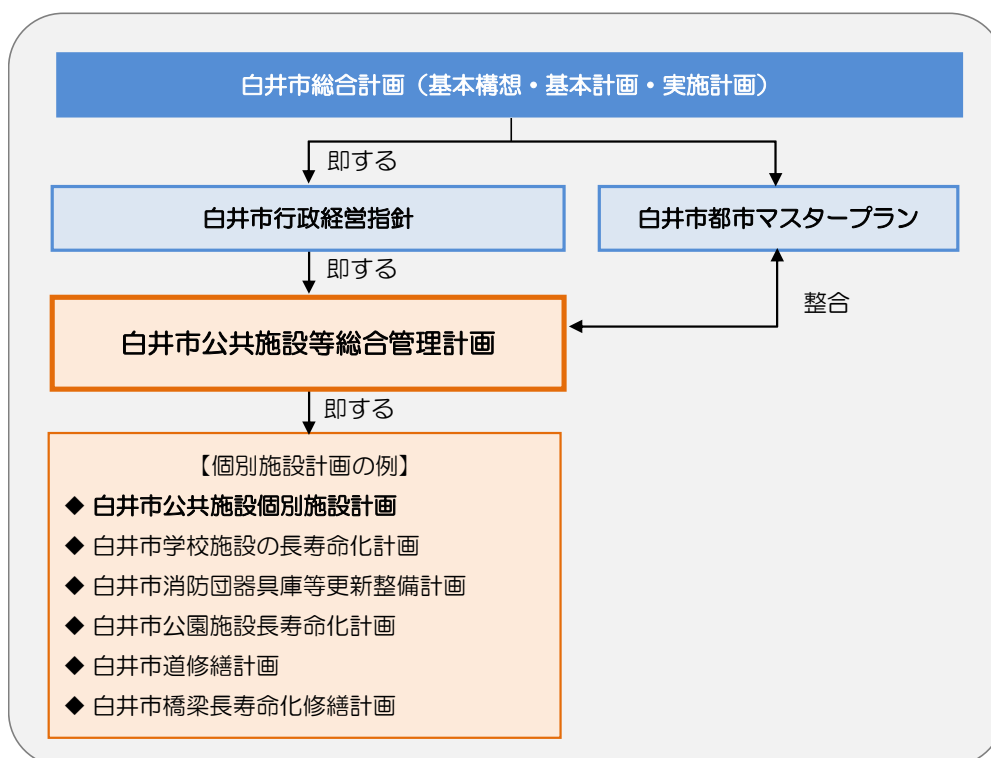 白井市総合計画（基本構想・基本計画・実施計画）
即する
白井市行政経営指針
白井市都市マスタープラン
即する
整合
白井市公共施設等総合管理計画
即する
【個別施設計画の例】
◆ 白井市公共施設個別施設計画
◆ 白井市学校施設の長寿命化計画
◆ 白井市消防団器具庫等更新整備計画
◆ 白井市公園施設長寿命化計画
◆ 白井市道修繕計画
◆ 白井市橋梁長寿命化修繕計画